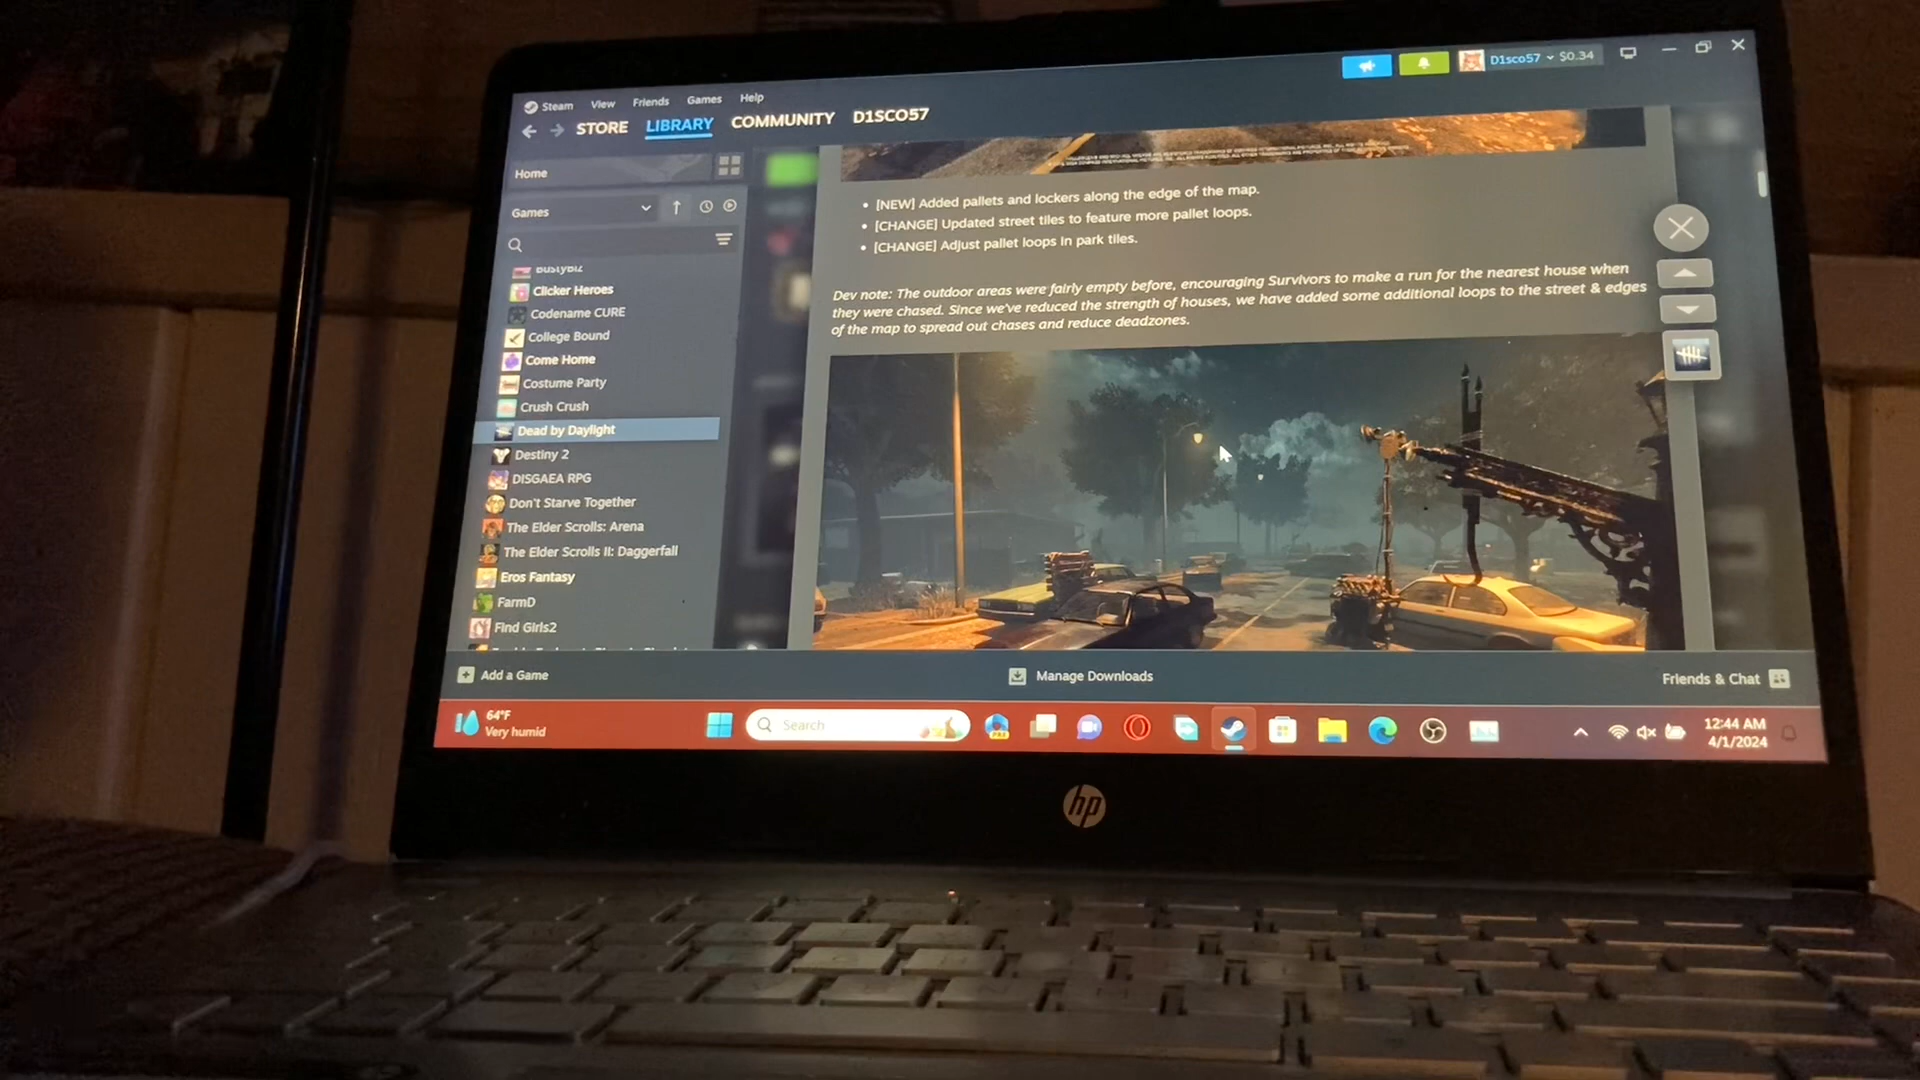 Steam View Friends Games Help
D1sco57 $0.34
STORE LIBRARY COMMUNITY D1SCO57
Home
Games
BustyBiz
Clicker Heroes
Codename CURE
College Bound
Come Home
Costume Party
Crush Crush
Dead by Daylight
Destiny 2
DISGAEA RPG
Don't Starve Together
The Elder Scrolls: Arena
The Elder Scrolls II: Daggerfall
Eros Fantasy
FarmD
Find Girls2
• [NEW] Added pallets and lockers along the edge of the map.
• [CHANGE] Updated street tiles to feature more pallet loops.
• [CHANGE] Adjust pallet loops in park tiles.
Dev note: The outdoor areas were fairly empty before, encouraging Survivors to make a run for the nearest house when
they were chased. Since we've reduced the strength of houses, we have added some additional loops to the street & edges
of the map to spread out chases and reduce deadzones.
Add a Game
Manage Downloads
Friends & Chat
64°F
Very humid
Search
PRE
12:44 AM
4/1/2024
hp